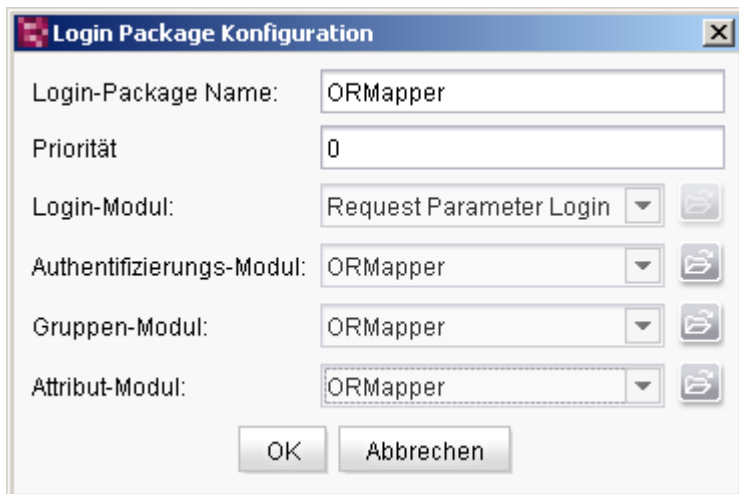 Login Package Konfiguration
Login-Package Name: ORMapper
Priorität 0
Login-Modul: Request Parameter Login
Authentifizierungs-Modul: ORMapper
Gruppen-Modul: ORMapper
Attribut-Modul: ORMapper
OK Abbrechen